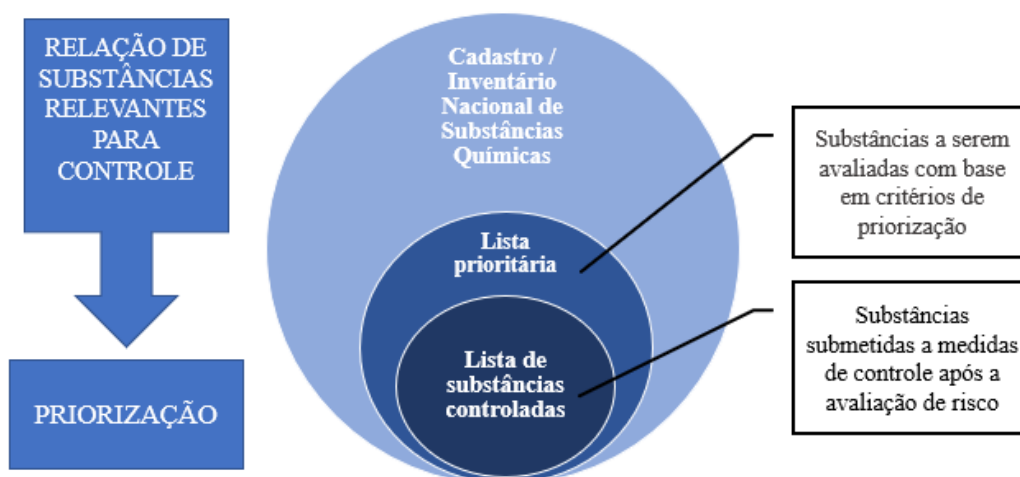 RELAÇÃO DE
SUBSTÂNCIAS
RELEVANTES
PARA
CONTROLE
PRIORIZAÇÃO
Cadastro /
Inventário
Nacional de
Substâncias
Químicas
Lista
prioritária
Lista de
substâncias
controladas
Substâncias a serem
avaliadas com base
em critérios de
priorização
Substâncias
submetidas a medidas
de controle após a
avaliação de risco